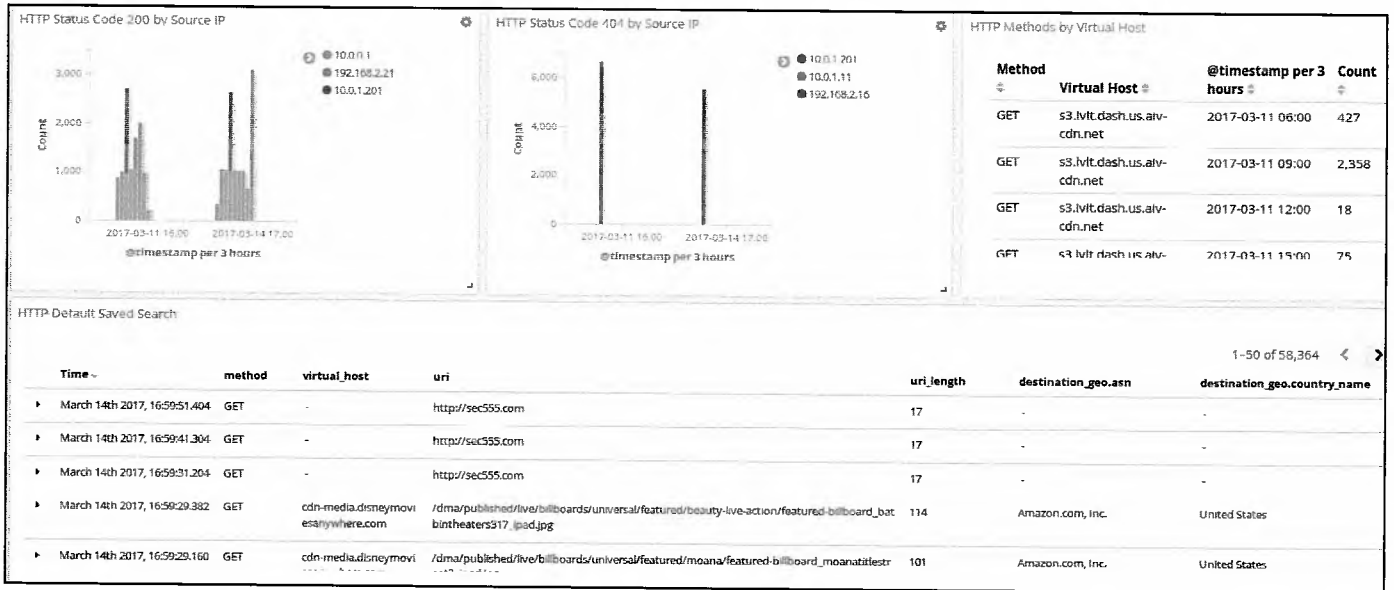 HTTP Status Code 200 by Source IP
3,000
2,000
1,000
0
Count
2017-03-11 16:00 2017-03-14 17:00
@timestamp per 3 hours
10.0.0.1
192.168.2.21
10.0.1.201
HTTP Status Code 404 by Source IP
6,000
4,000
2,000
0
Count
2017-03-11 16:00 2017-03-14 17:00
@timestamp per 3 hours
10.0.1.201
10.0.1.11
192.168.2.16
HTTP Methods by Virtual Host
Method Virtual Host @timestamp per 3 hours Count
GET s3.lvlt.dash.us.aiv-cdn.net 2017-03-11 06:00 427
GET s3.lvlt.dash.us.aiv-cdn.net 2017-03-11 09:00 2,358
GET s3.lvlt.dash.us.aiv-cdn.net 2017-03-11 12:00 18
GET s3.lvlt.dash.us.aiv- 2017-03-11 15:00 75
HTTP Default Saved Search
1–50 of 58,364
Time method virtual_host uri uri_length destination_geo.asn destination_geo.country_name
March 14th 2017, 16:59:51.404 GET - http://sec555.com 17 - -
March 14th 2017, 16:59:41.304 GET - http://sec555.com 17 - -
March 14th 2017, 16:59:31.204 GET - http://sec555.com 17 - -
March 14th 2017, 16:59:29.382 GET cdn-media.disneymovi /dma/published/live/billboards/universal/featured/beauty-live-action/featured-billboard_bat 114 Amazon.com, Inc. United States
esanywhere.com bintheaters317_ipad.jpg
March 14th 2017, 16:59:29.160 GET cdn-media.disneymovi /dma/published/live/billboards/universal/featured/moana/featured-billboard_moanatitlestr 101 Amazon.com, Inc. United States